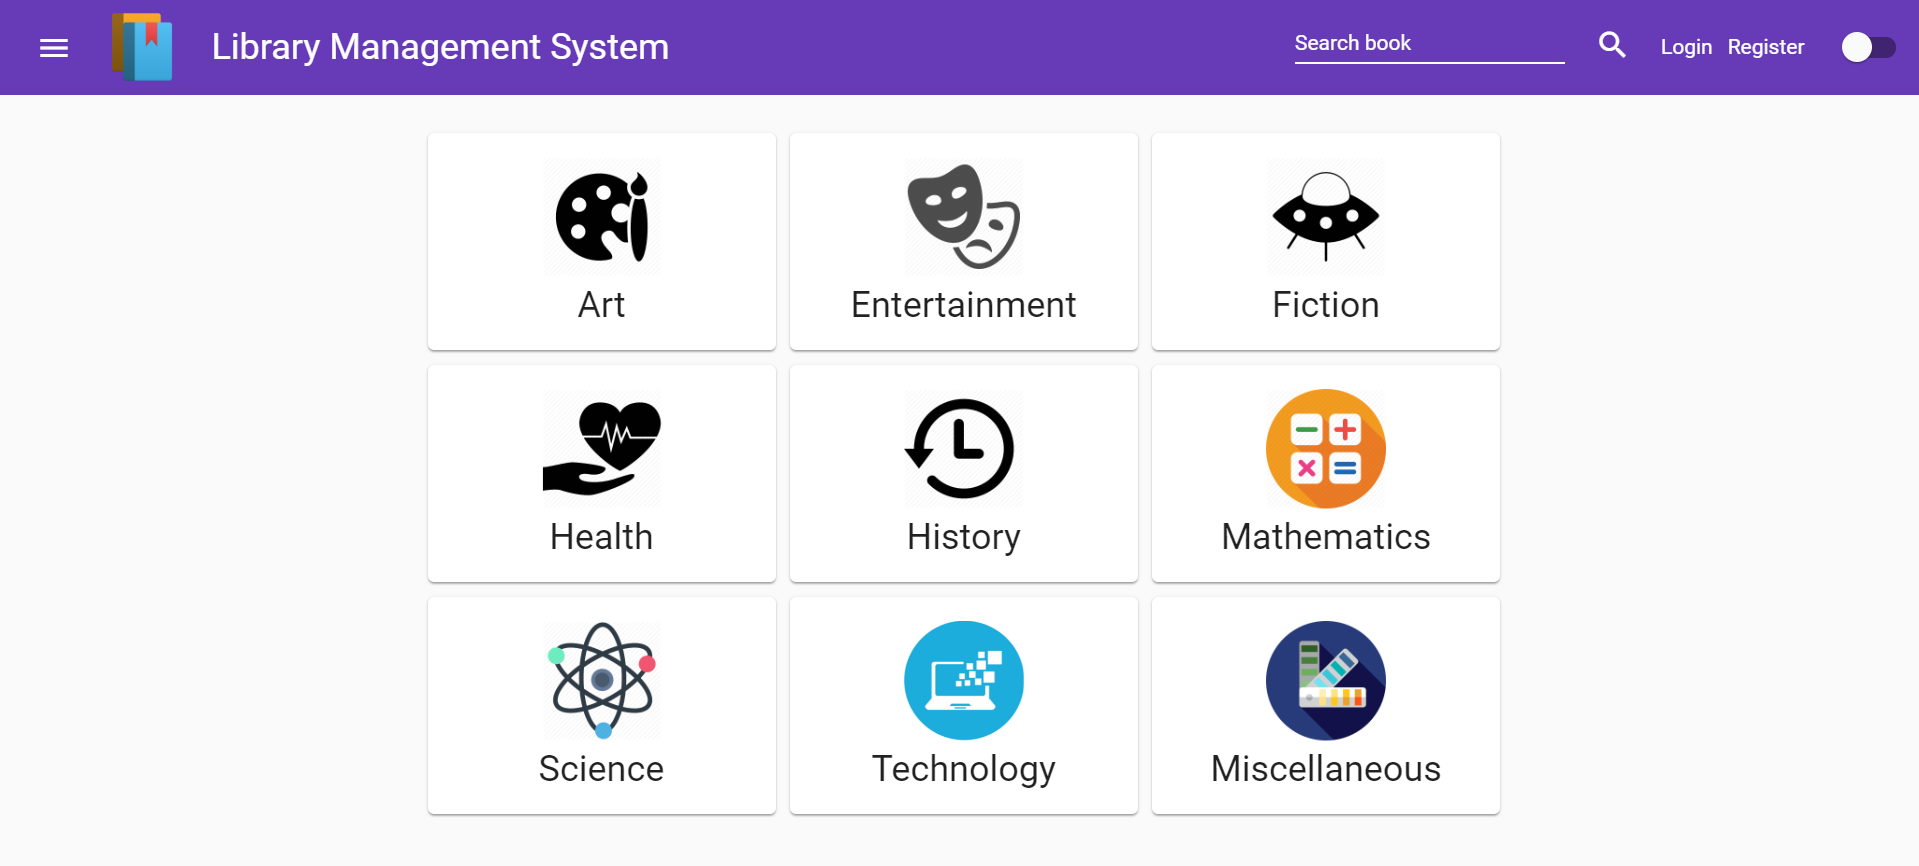 Library Management System
Search book
Login Register
Art
Entertainment
Fiction
Health
History
Mathematics
Science
Technology
Miscellaneous